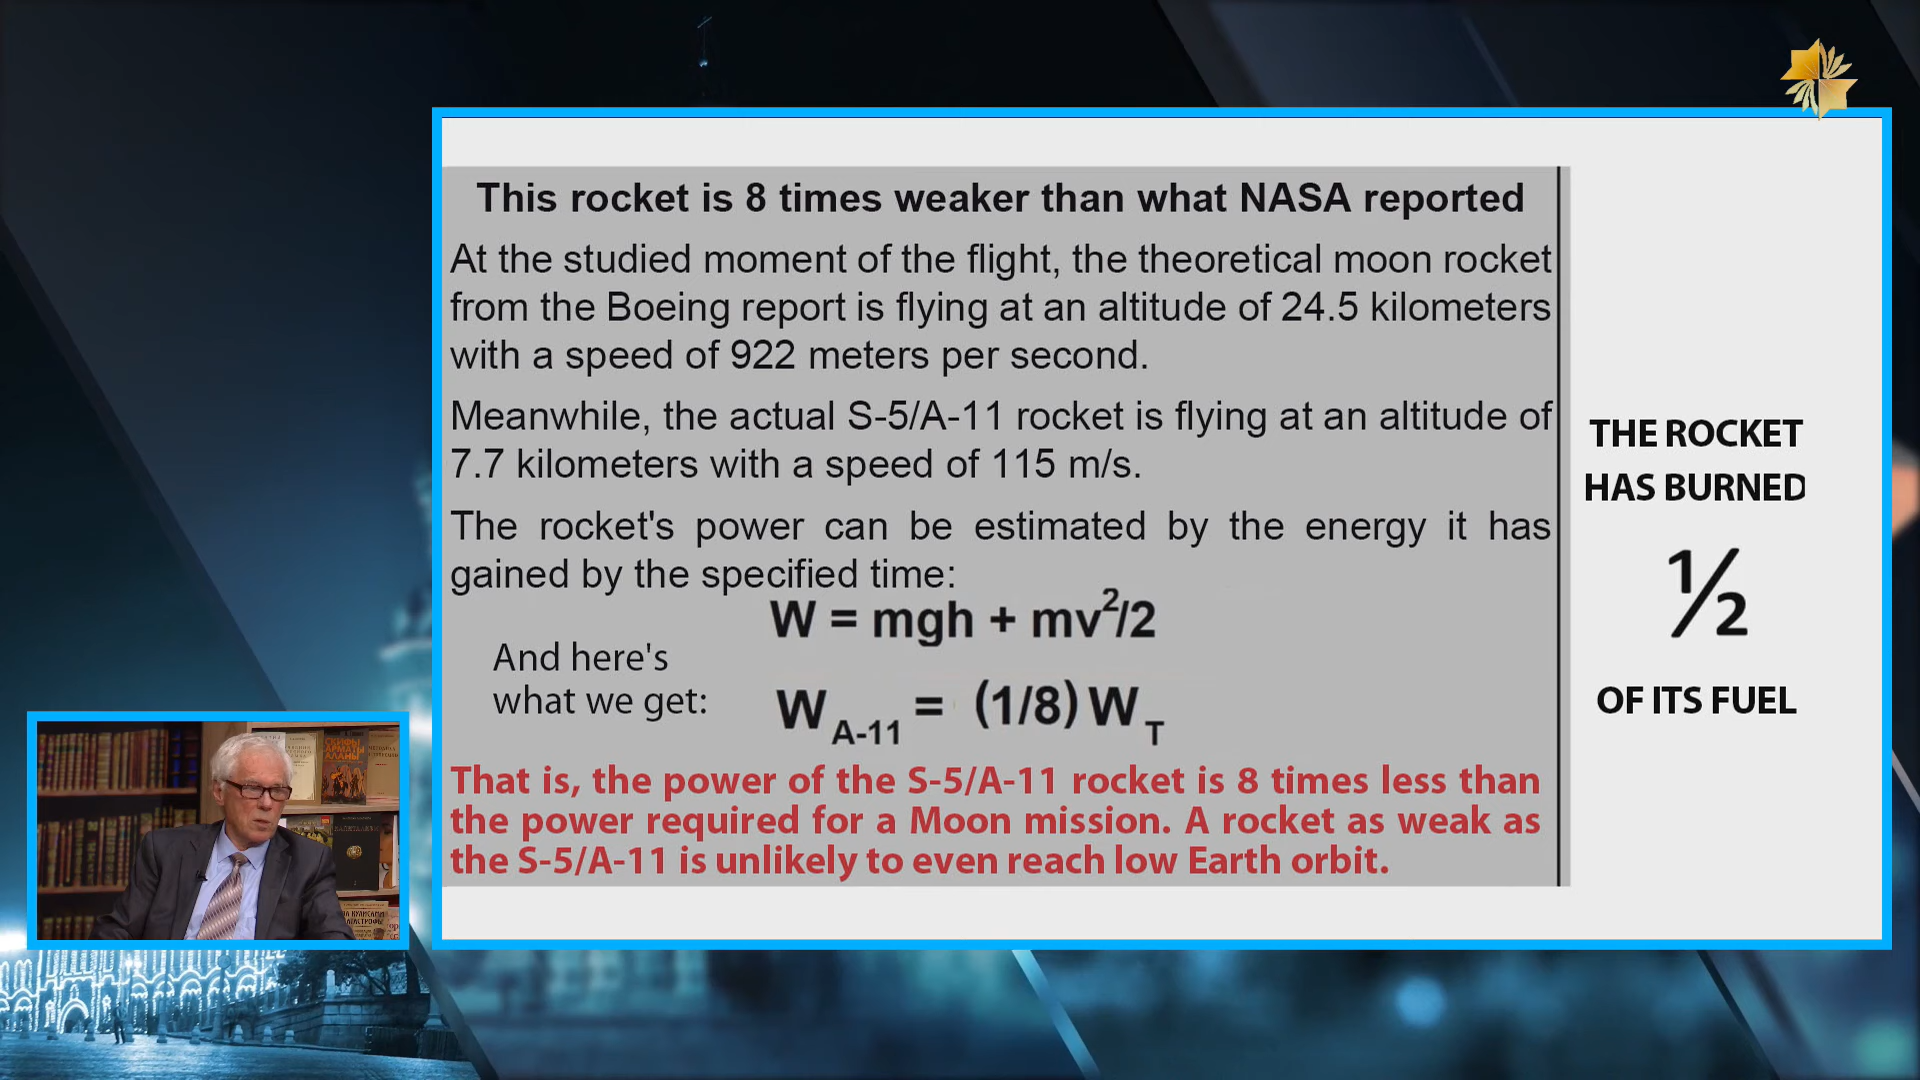 This rocket is 8 times weaker than what NASA reported
At the studied moment of the flight, the theoretical moon rocket
from the Boeing report is flying at an altitude of 24.5 kilometers
with a speed of 922 meters per second.
Meanwhile, the actual S-5/A-11 rocket is flying at an altitude of
7.7 kilometers with a speed of 115 m/s.
The rocket's power can be estimated by the energy it has
gained by the specified time:
W = mgh + mv²/2
And here's
what we get:
W A-11 = (1/8) W T
That is, the power of the S-5/A-11 rocket is 8 times less than
the power required for a Moon mission. A rocket as weak as
the S-5/A-11 is unlikely to even reach low Earth orbit.
THE ROCKET
HAS BURNED
½
OF ITS FUEL
СКИФЫ
АЛАНЫ